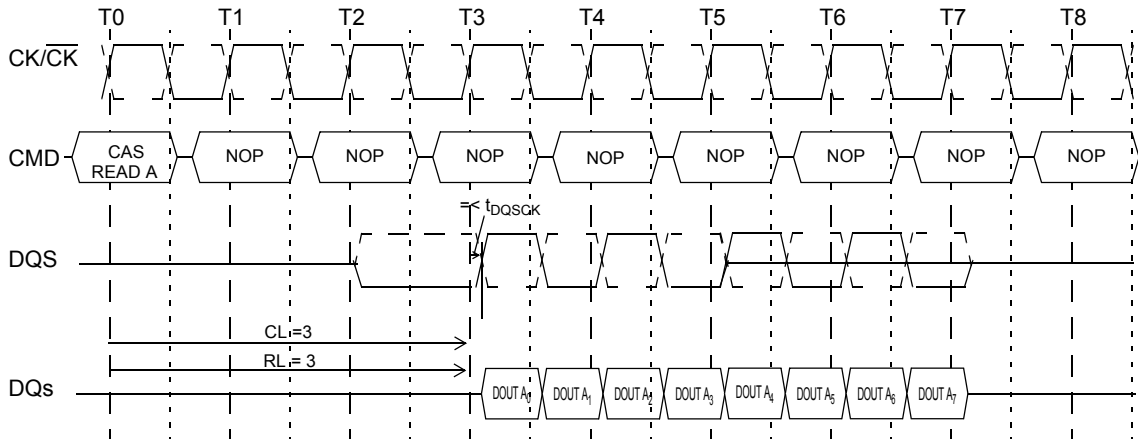 T0 T1 T2 T3 T4 T5 T6 T7 T8
CK/CK
CMD
CAS
READ A
NOP NOP NOP NOP NOP NOP NOP NOP
=< tDQSCK
DQS
CL =3
RL = 3
DQs
DOUT A0 DOUT A1 DOUT A2 DOUT A3 DOUT A4 DOUT A5 DOUT A6 DOUT A7